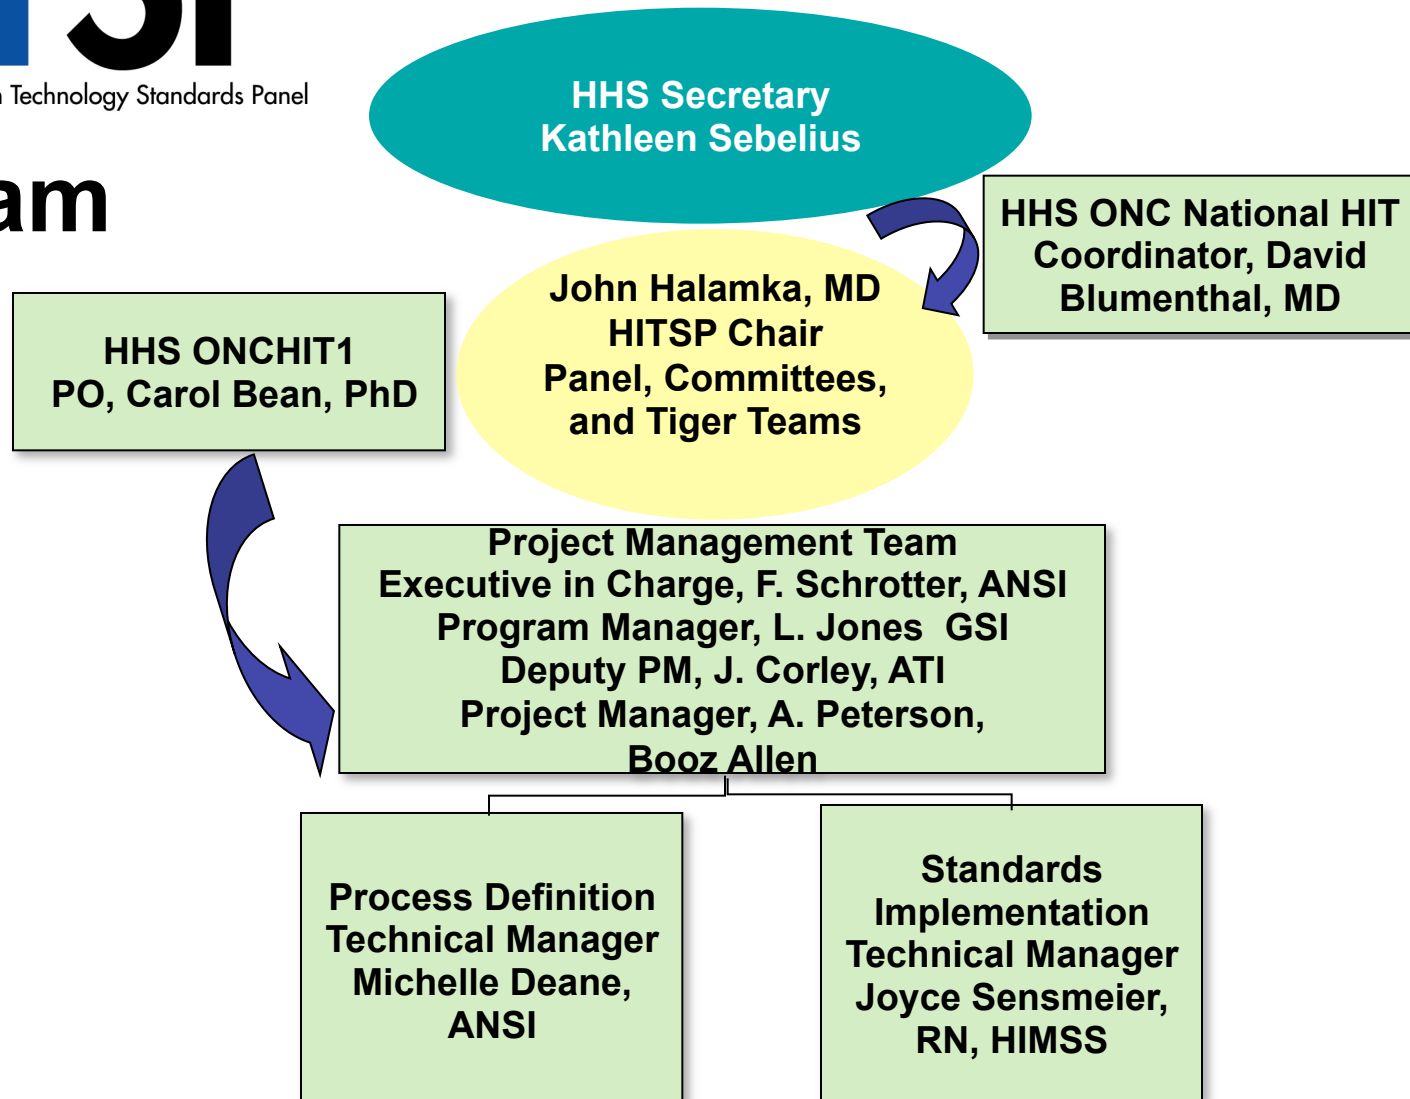 Technology Standards Panel
HHS Secretary
Kathleen Sebelius
HHS ONC National HIT
Coordinator, David
Blumenthal, MD
John Halamka, MD
HITSP Chair
Panel, Committees,
and Tiger Teams
HHS ONCHIT1
PO, Carol Bean, PhD
Project Management Team
Executive in Charge, F. Schrotter, ANSI
Program Manager, L. Jones GSI
Deputy PM, J. Corley, ATI
Project Manager, A. Peterson,
Booz Allen
Process Definition
Technical Manager
Michelle Deane,
ANSI
Standards
Implementation
Technical Manager
Joyce Sensmeier,
RN, HIMSS